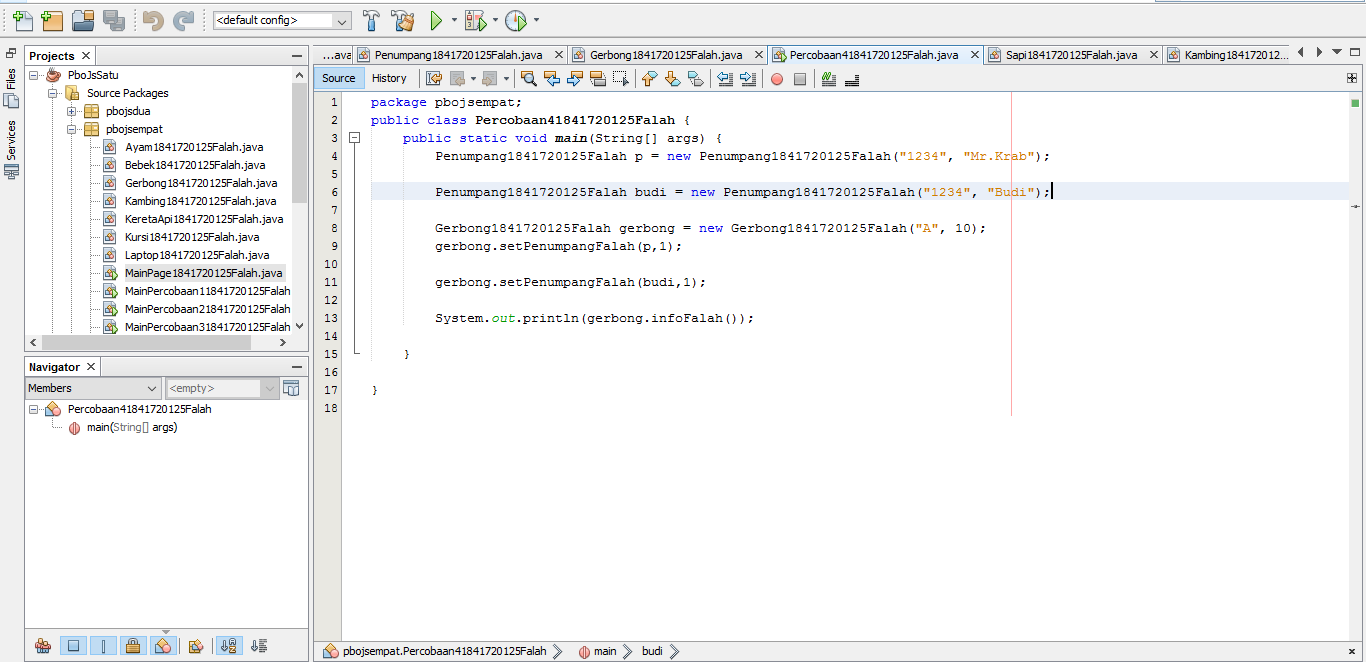 <default config>
Projects
PboJsSatu
Source Packages
pbojsdua
pbojsempat
Ayam1841720125Falah.java
Bebek1841720125Falah.java
Gerbong1841720125Falah.java
Kambing1841720125Falah.java
KeretaApi1841720125Falah.java
Kursi1841720125Falah.java
Laptop1841720125Falah.java
MainPage1841720125Falah.java
MainPercobaan11841720125Falah
MainPercobaan21841720125Falah
MainPercobaan31841720125Falah
Files
Services
Navigator
Members
<empty>
Percobaan41841720125Falah
main(String[] args)
...ava
Penumpang1841720125Falah.java
Gerbong1841720125Falah.java
Percobaan41841720125Falah.java
Sapi1841720125Falah.java
Kambing184172012...
Source
History
1 package pbojsempat;
2 public class Percobaan41841720125Falah {
3 public static void main(String[] args) {
4 Penumpang1841720125Falah p = new Penumpang1841720125Falah("1234", "Mr.Krab");
5
6 Penumpang1841720125Falah budi = new Penumpang1841720125Falah("1234", "Budi");
7
8 Gerbong1841720125Falah gerbong = new Gerbong1841720125Falah("A", 10);
9 gerbong.setPenumpangFalah(p,1);
10
11 gerbong.setPenumpangFalah(budi,1);
12
13 System.out.println(gerbong.infoFalah());
14
15 }
16
17 }
18
pbojsempat.Percobaan41841720125Falah
main
budi